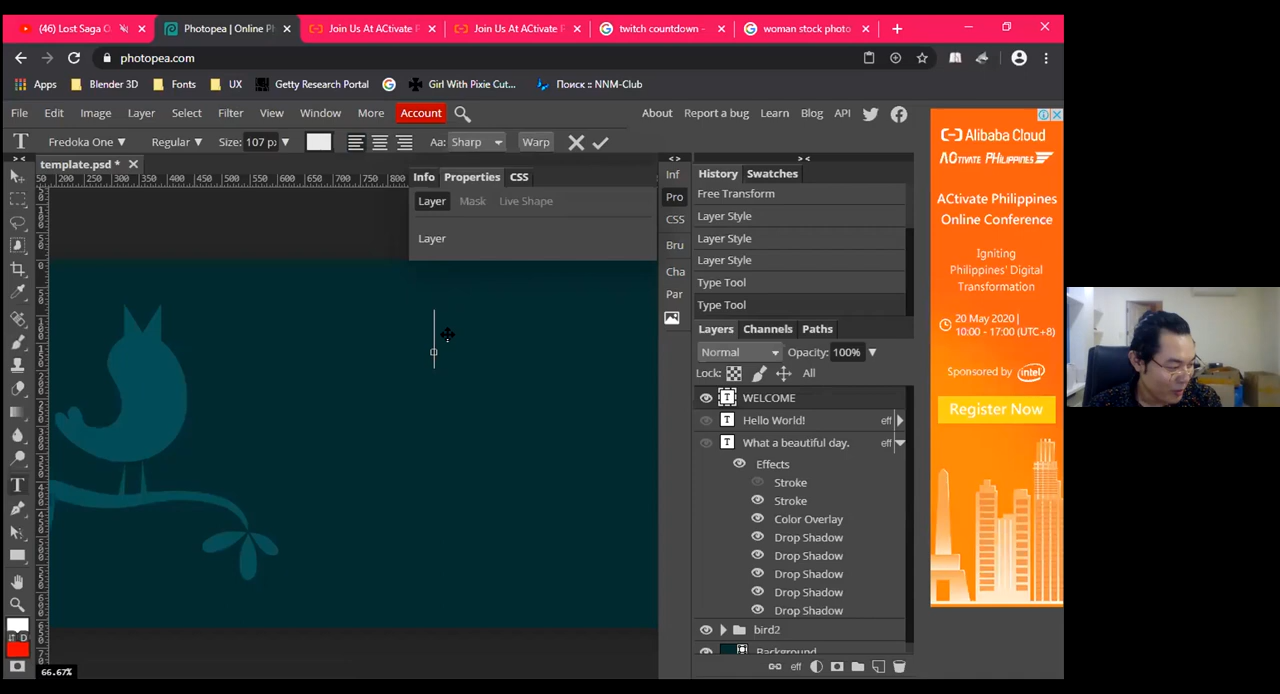 (46) Lost Saga O
Photopea | Online Ph
Join Us At ACtivate P
Join Us At ACtivate F
twitch countdown -
woman stock photo
photopea.com
Apps
Blender 3D
Fonts
UX
Getty Research Portal
Girl With Pixie Cut...
Поиск :: NNM-Club
File Edit Image Layer Select Filter View Window More Account
About Report a bug Learn Blog API
Fredoka One Regular Size: 107 px Aa: Sharp Warp
template.psd *
Info Properties CSS
Layer Mask Live Shape
Layer
Inf
Pro
CSS
Bru
Cha
Par
History Swatches
Free Transform
Layer Style
Layer Style
Layer Style
Type Tool
Type Tool
Layers Channels Paths
Normal Opacity: 100%
Lock: All
WELCOME
Hello World! eff
What a beautiful day. eff
Effects
Stroke
Stroke
Color Overlay
Drop Shadow
Drop Shadow
Drop Shadow
Drop Shadow
Drop Shadow
bird2
Background
eff
66.67%
Alibaba Cloud
ACtivate PHILIPPINES
ACtivate Philippines
Online Conference
Igniting
Philippines' Digital
Transformation
20 May 2020 |
10:00 - 17:00 (UTC+8)
Sponsored by intel
Register Now